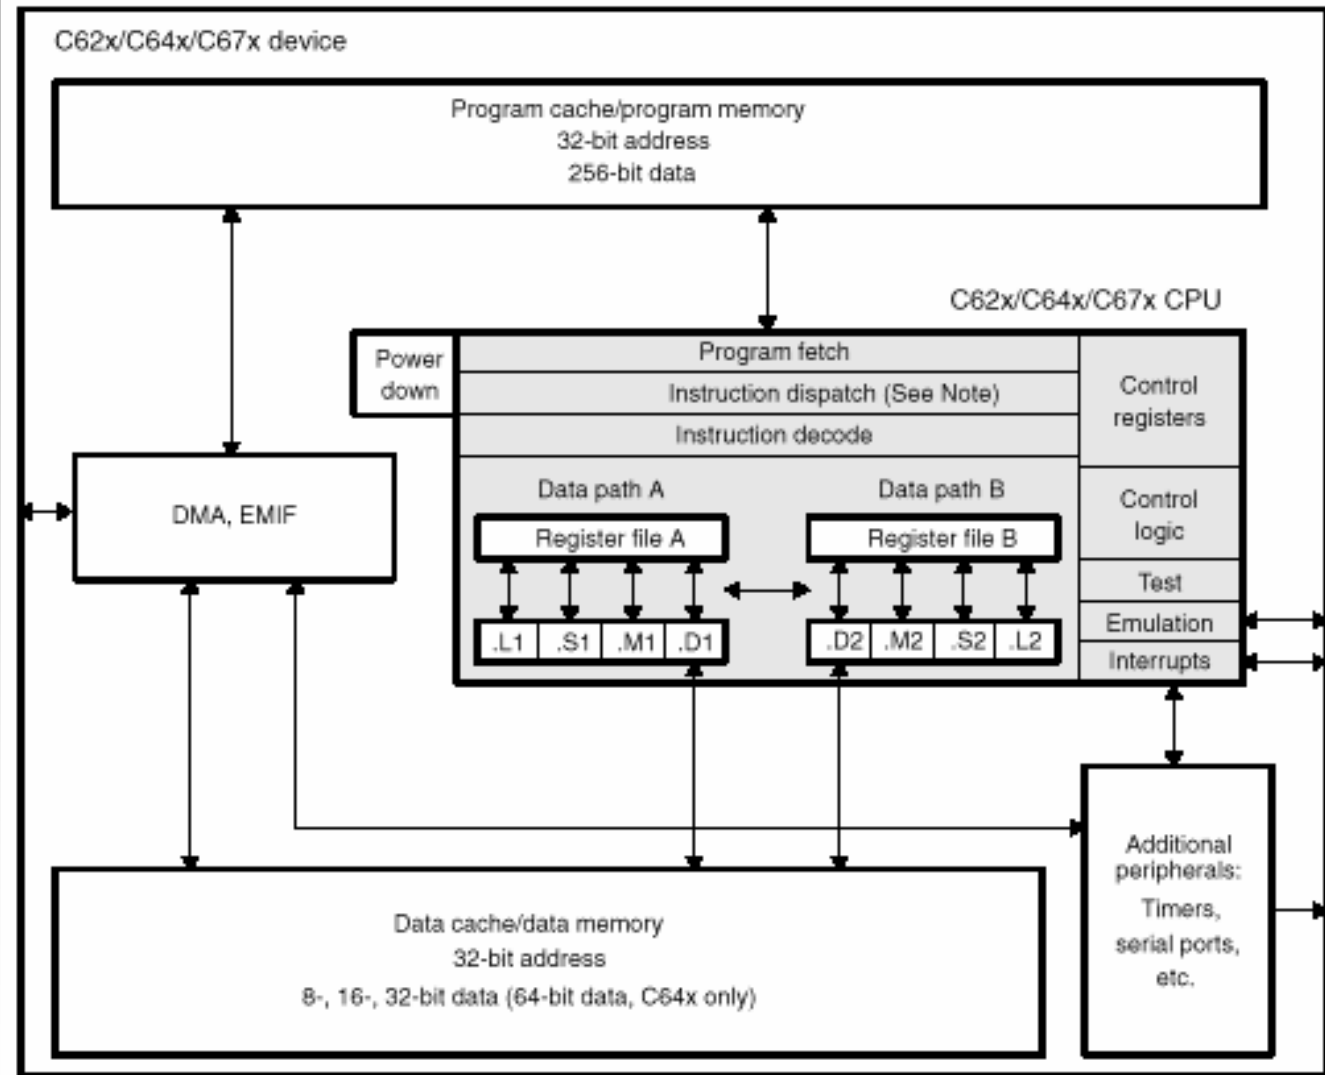 C62x/C64x/C67x device
Program cache/program memory
32-bit address
256-bit data
C62x/C64x/C67x CPU
Power
down
Program fetch
Instruction dispatch (See Note)
Instruction decode
Control
registers
DMA, EMIF
Data path A
Data path B
Register file A
Register file B
.L1 .S1 .M1 .D1
.D2 .M2 .S2 .L2
Control
logic
Test
Emulation
Interrupts
Additional
peripherals:
Timers,
serial ports,
etc.
Data cache/data memory
32-bit address
8-, 16-, 32-bit data (64-bit data, C64x only)